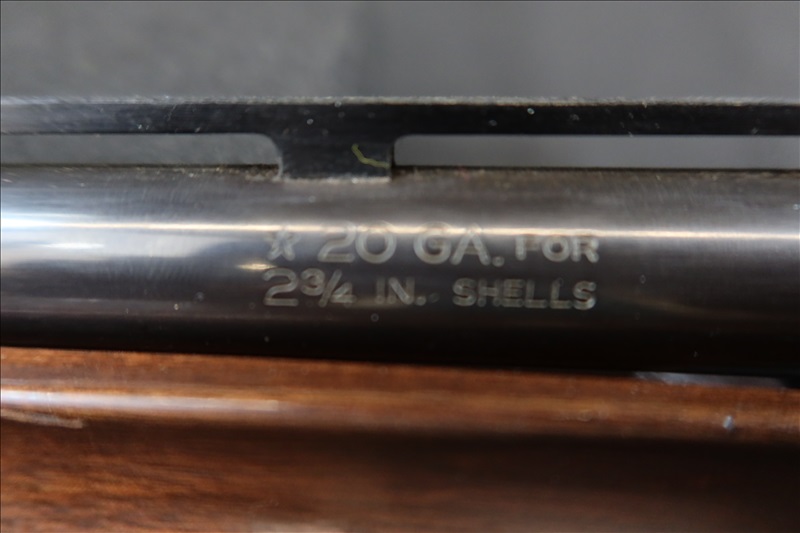 ☆ 20 GA. FOR
2¾ IN. SHELLS